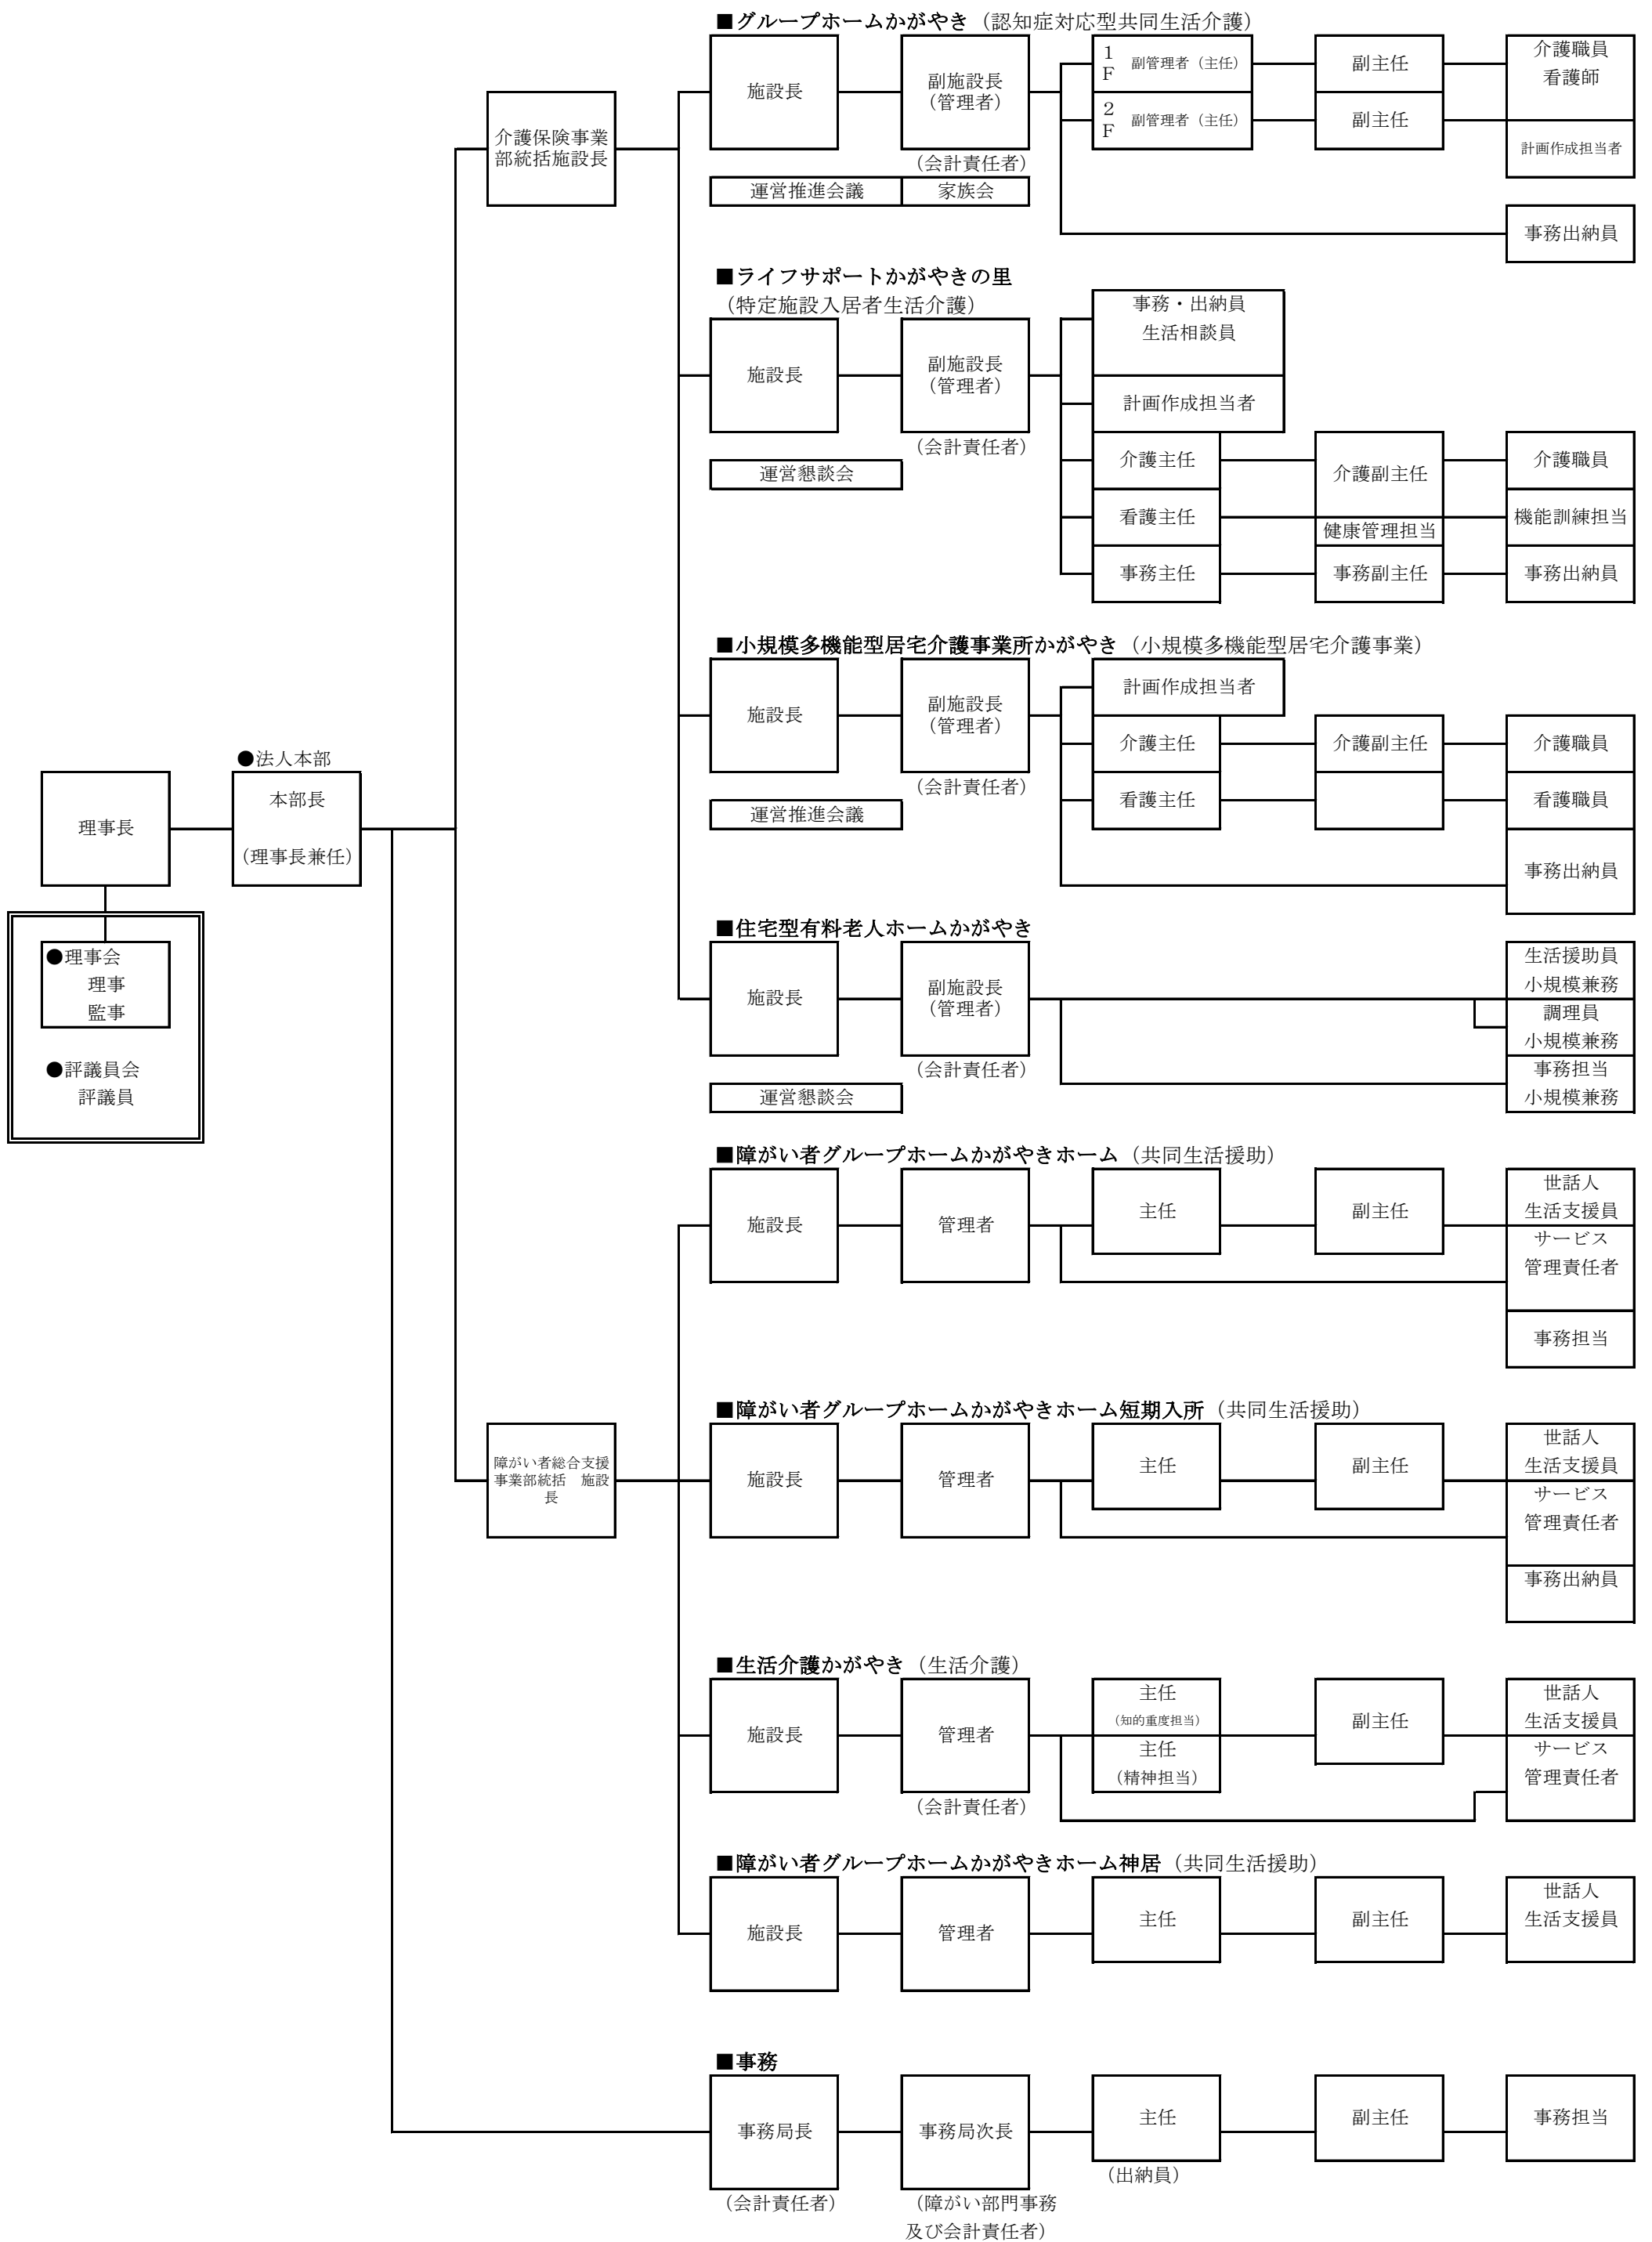 ■グループホームかがやき（認知症対応型共同生活介護）
施設長
副施設長
（管理者）
（会計責任者）
運営推進会議
家族会
1F 副管理者（主任）
2F 副管理者（主任）
副主任
副主任
介護職員
看護師
計画作成担当者
事務出納員
介護保険事業
部統括施設長
■ライフサポートかがやきの里
（特定施設入居者生活介護）
施設長
副施設長
（管理者）
（会計責任者）
運営懇談会
事務・出納員
生活相談員
計画作成担当者
介護主任
介護副主任
介護職員
看護主任
健康管理担当
機能訓練担当
事務主任
事務副主任
事務出納員
■小規模多機能型居宅介護事業所かがやき（小規模多機能型居宅介護事業）
施設長
副施設長
（管理者）
（会計責任者）
運営推進会議
計画作成担当者
介護主任
介護副主任
介護職員
看護主任
看護職員
事務出納員
●法人本部
理事長
本部長
（理事長兼任）
●理事会
理事
監事
●評議員会
評議員
■住宅型有料老人ホームかがやき
施設長
副施設長
（管理者）
（会計責任者）
運営懇談会
生活援助員
小規模兼務
調理員
小規模兼務
事務担当
小規模兼務
■障がい者グループホームかがやきホーム（共同生活援助）
施設長
管理者
主任
副主任
世話人
生活支援員
サービス
管理責任者
事務担当
障がい者総合支援
事業部統括　施設
長
■障がい者グループホームかがやきホーム短期入所（共同生活援助）
施設長
管理者
主任
副主任
世話人
生活支援員
サービス
管理責任者
事務出納員
■生活介護かがやき（生活介護）
施設長
管理者
（会計責任者）
主任
（知的重度担当）
主任
（精神担当）
副主任
世話人
生活支援員
サービス
管理責任者
■障がい者グループホームかがやきホーム神居（共同生活援助）
施設長
管理者
主任
副主任
世話人
生活支援員
■事務
事務局長
（会計責任者）
事務局次長
（障がい部門事務
及び会計責任者）
主任
（出納員）
副主任
事務担当